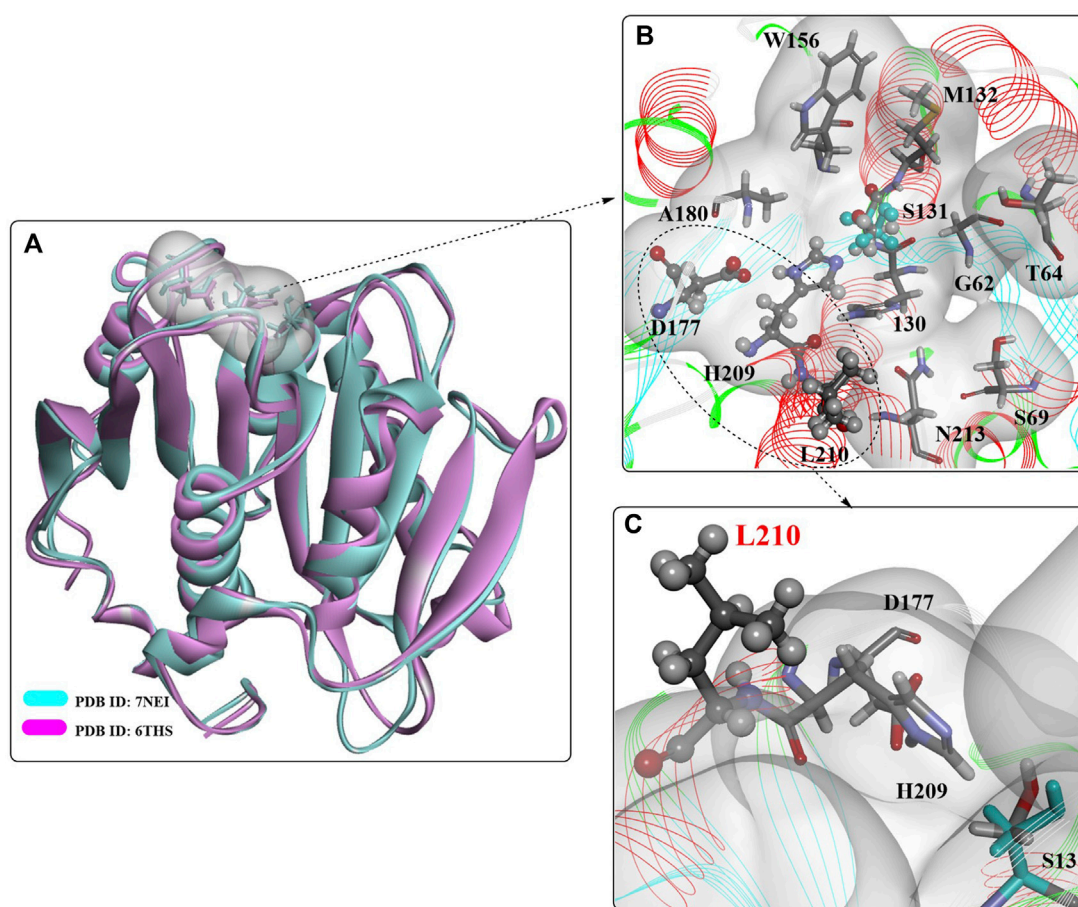 A
PDB ID: 7NEI
PDB ID: 6THS
B
W156
M132
A180
S131
T64
G62
D177
130
H209
S69
N213
L210
C
L210
D177
H209
S13